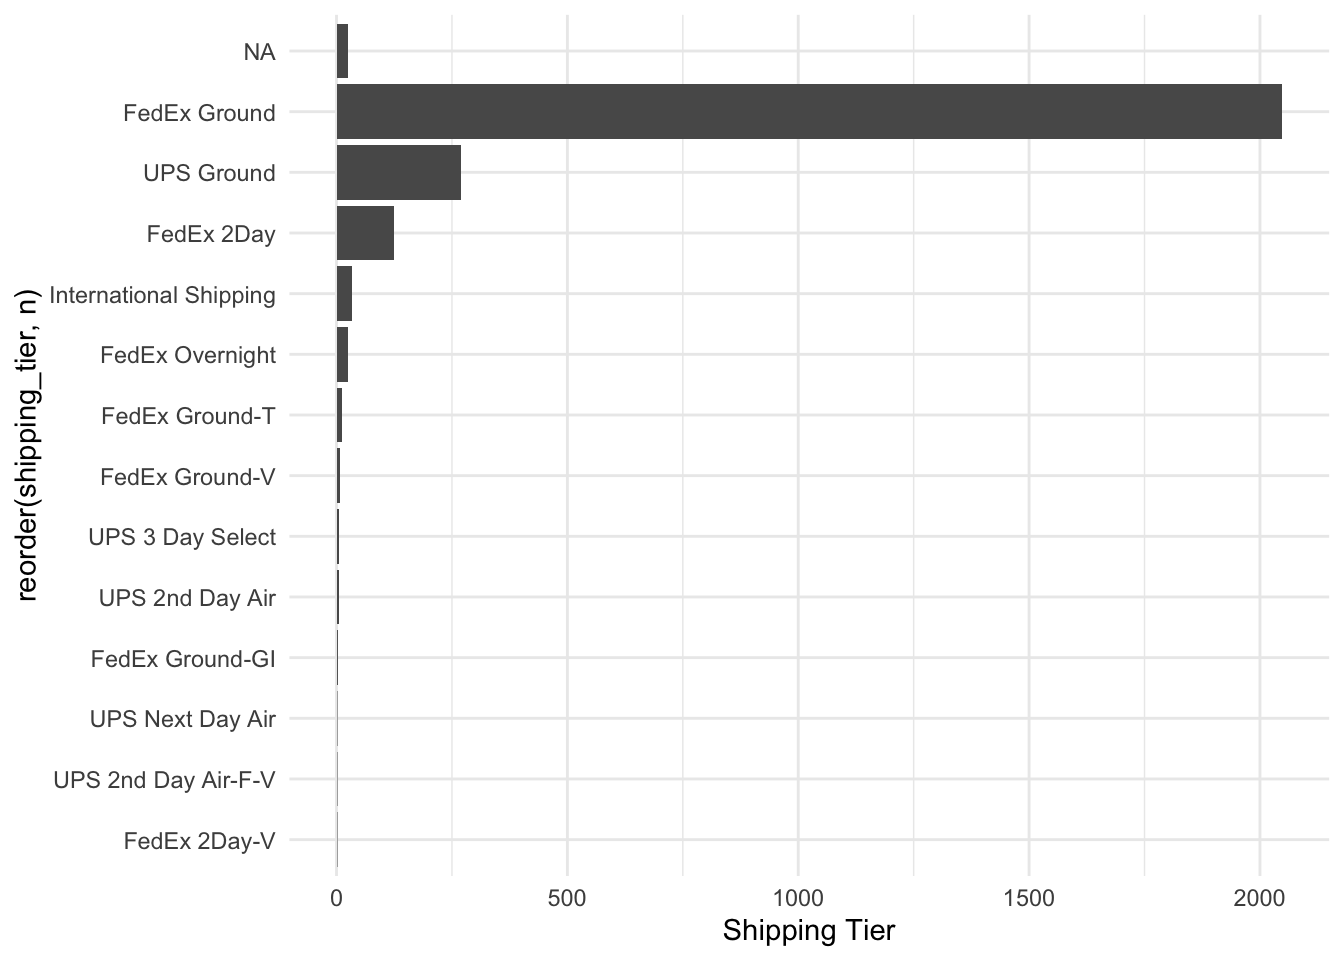 NA
FedEx Ground
UPS Ground
FedEx 2Day
International Shipping
FedEx Overnight
FedEx Ground-T
FedEx Ground-V
UPS 3 Day Select
UPS 2nd Day Air
FedEx Ground-GI
UPS Next Day Air
UPS 2nd Day Air-F-V
FedEx 2Day-V
reorder(shipping_tier, n)
0 500 1000 1500 2000
Shipping Tier